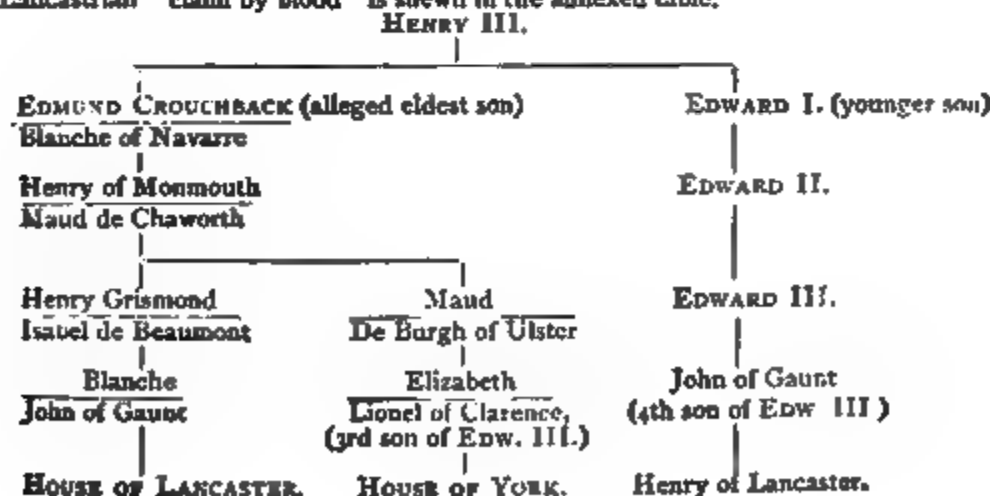 Lancastrian "claim by blood" is shewn in the annexed table.
HENRY III.
EDMUND CROUCHBACK (alleged eldest son) EDWARD I. (younger son)
Blanche of Navarre
Henry of Monmouth EDWARD II.
Maud de Chaworth
Henry Grismond Maud EDWARD III.
Isabel de Beaumont De Burgh of Ulster
Blanche Elizabeth John of Gaunt
John of Gaunt Lionel of Clarence, (4th son of EDW III)
(3rd son of EDW. III.)
HOUSE OF LANCASTER. HOUSE OF YORK. Henry of Lancaster.